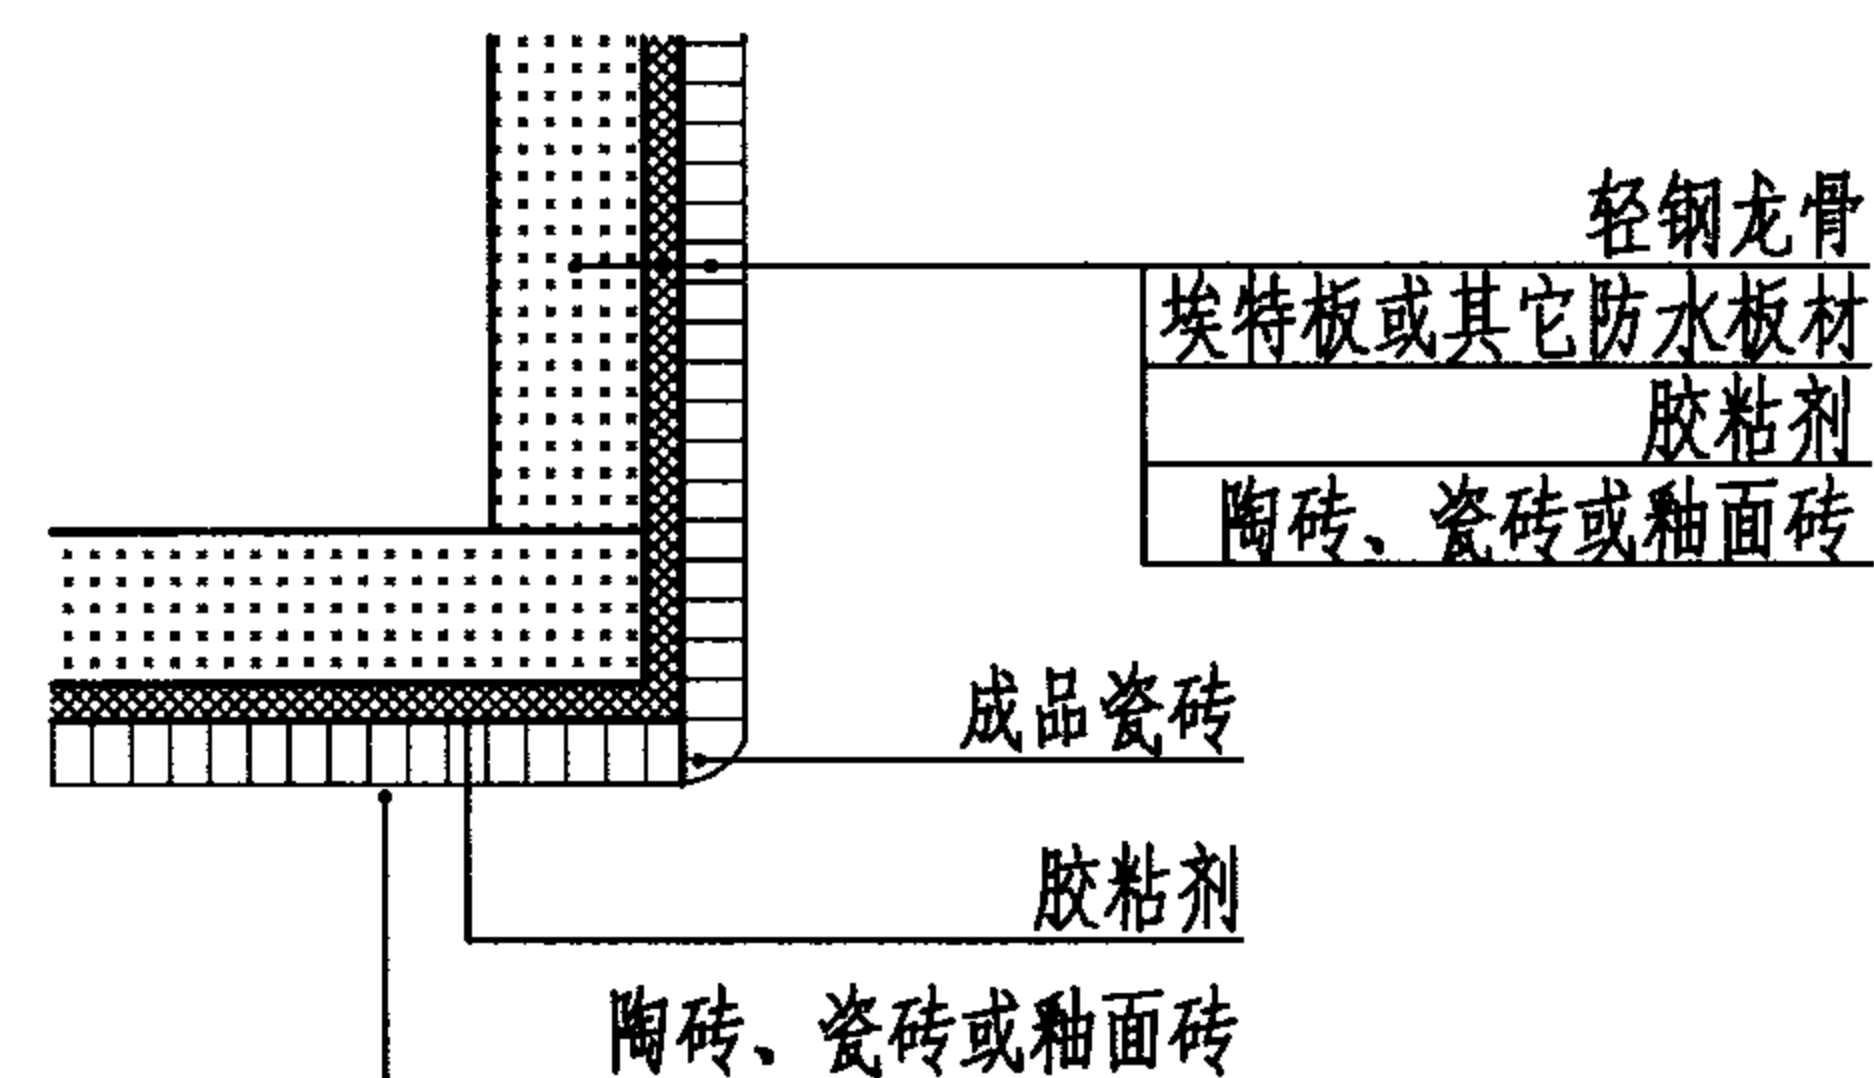 轻钢龙骨
埃特板或其它防水板材
胶粘剂
陶砖、瓷砖或釉面砖
成品瓷砖
胶粘剂
陶砖、瓷砖或釉面砖